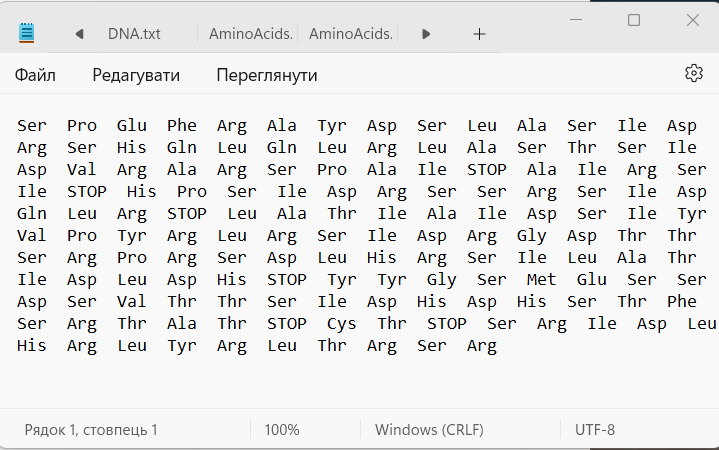 DNA.txt AminoAcids. AminoAcids.
Файл Редагувати Переглянути
Ser Pro Glu Phe Arg Ala Tyr Asp Ser Leu Ala Ser Ile Asp
Arg Ser His Gln Leu Gln Leu Arg Leu Ala Ser Thr Ser Ile
Asp Val Arg Ala Arg Ser Pro Ala Ile STOP Ala Ile Arg Ser
Ile STOP His Pro Ser Ile Asp Arg Ser Ser Arg Ser Ile Asp
Gln Leu Arg STOP Leu Ala Thr Ile Ala Ile Asp Ser Ile Tyr
Val Pro Tyr Arg Leu Arg Ser Ile Asp Arg Gly Asp Thr Thr
Ser Arg Pro Arg Ser Asp Leu His Arg Ser Ile Leu Ala Thr
Ile Asp Leu Asp His STOP Tyr Tyr Gly Ser Met Glu Ser Ser
Asp Ser Val Thr Thr Ser Ile Asp His Asp His Ser Thr Phe
Ser Arg Thr Ala Thr STOP Cys Thr STOP Ser Arg Ile Asp Leu
His Arg Leu Tyr Arg Leu Thr Arg Ser Arg
Рядок 1, стовпець 1 100% Windows (CRLF) UTF-8